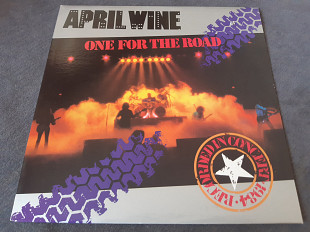 APRIL WINE
ONE FOR THE ROAD
RECORDED IN CONCERT 1984